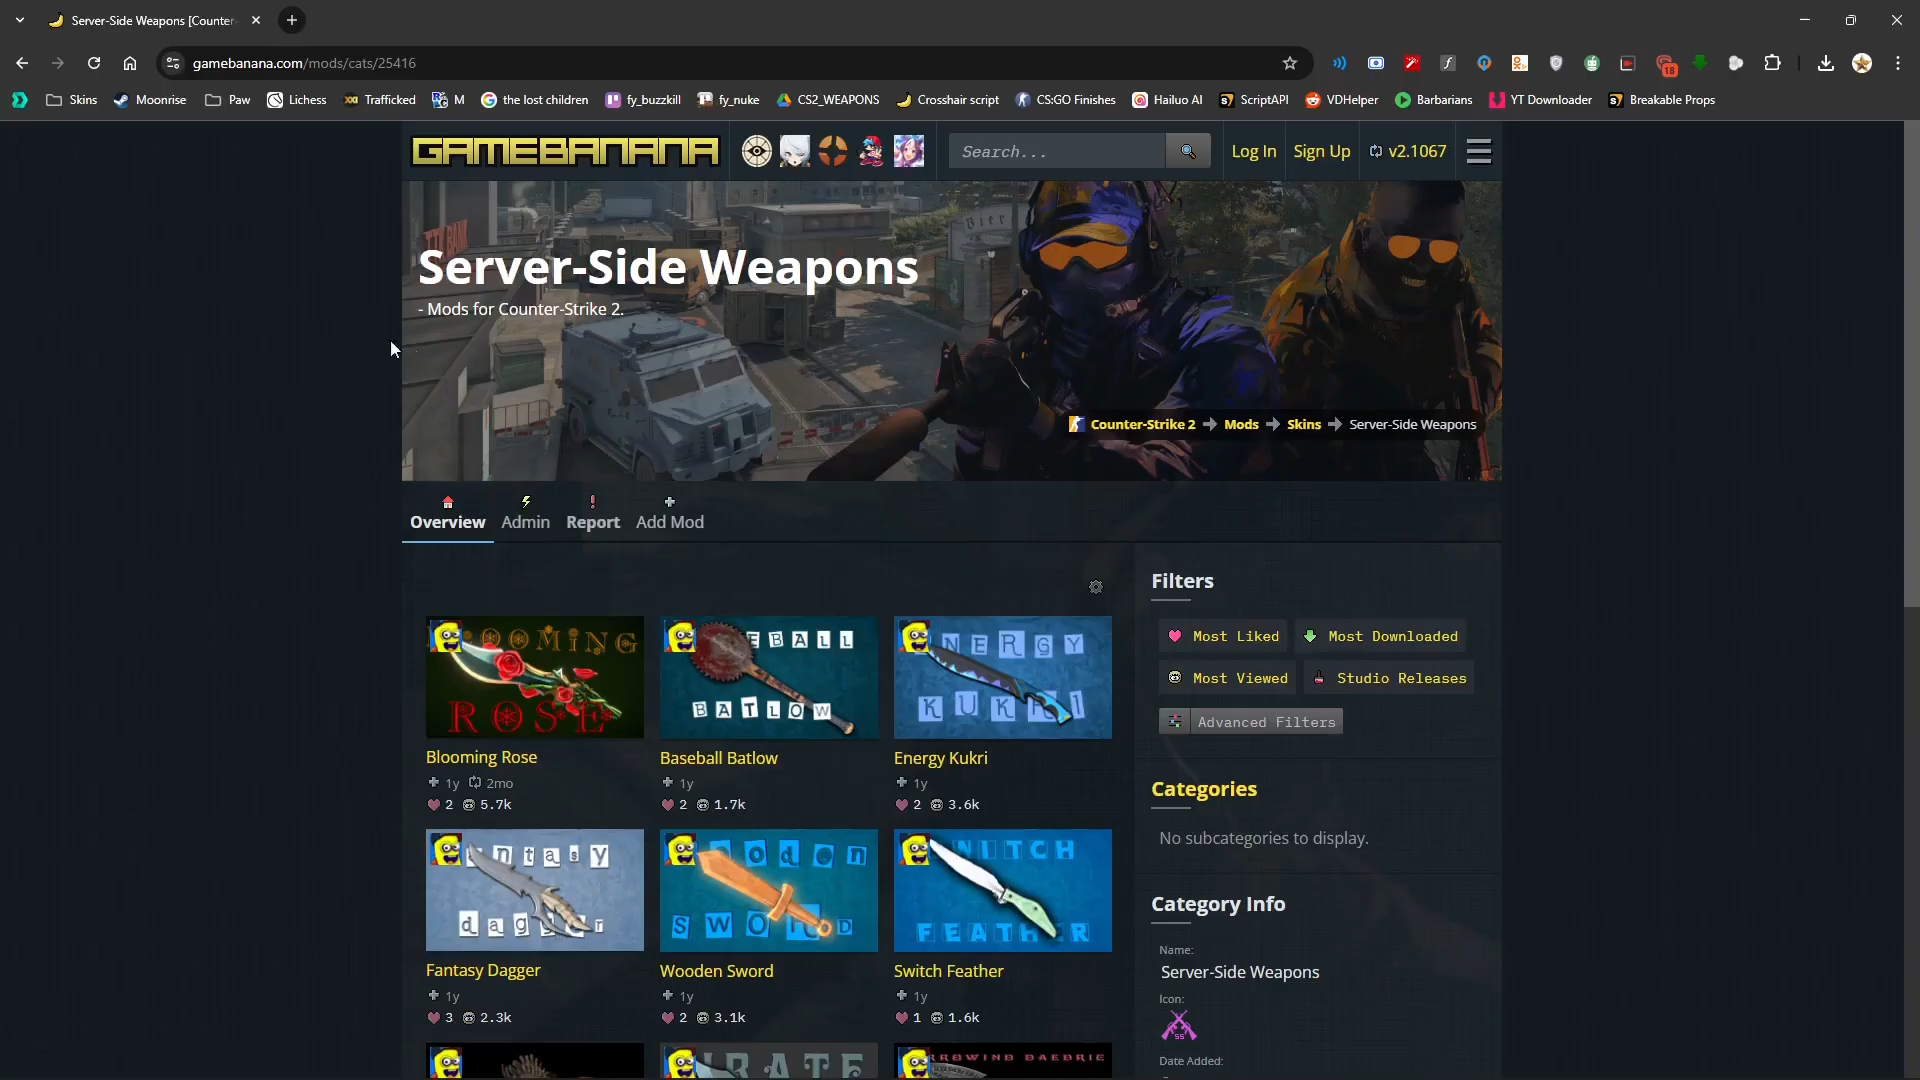 Server-Side Weapons [Counter-
gamebanana.com/mods/cats/25416
18
Skins
Moonrise
Paw
Lichess
Trafficked
M
the lost children
fy_buzzkill
fy_nuke
CS2_WEAPONS
Crosshair script
CS:GO Finishes
Hailuo AI
ScriptAPI
VDHelper
Barbarians
YT Downloader
Breakable Props
GAMEBANANA
Search...
Log In
Sign Up
v2.1067
Bier
Server-Side Weapons
- Mods for Counter-Strike 2.
Counter-Strike 2
Mods
Skins
Server-Side Weapons
Overview
Admin
Report
Add Mod
Filters
Most Liked
Most Downloaded
Most Viewed
Studio Releases
Advanced Filters
Blooming Rose
1y 2mo
2 5.7k
Baseball Batlow
1y
2 1.7k
Energy Kukri
1y
2 3.6k
Categories
No subcategories to display.
Fantasy Dagger
1y
3 2.3k
Wooden Sword
1y
2 3.1k
Switch Feather
1y
1 1.6k
Category Info
Name:
Server-Side Weapons
Icon:
Date Added: